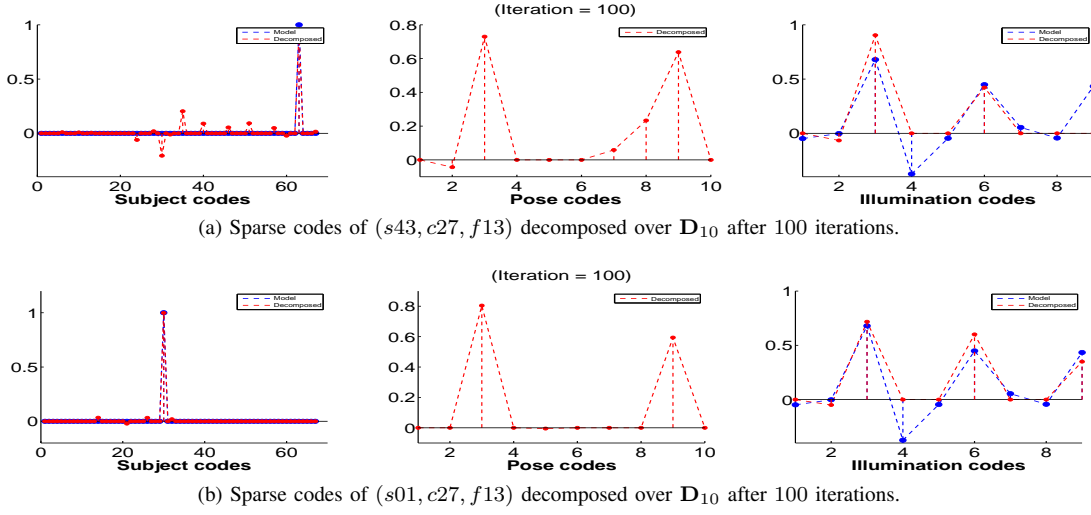 (Iteration = 100)
1
0.5
0
0 20 40 60
Subject codes
Model
Decomposed
0.8
0.6
0.4
0.2
0
2 4 6 8 10
Pose codes
Decomposed
1
0.5
0
2 4 6 8
Illumination codes
Model
Decomposed
(a) Sparse codes of (s43, c27, f13) decomposed over D₁₀ after 100 iterations.
(Iteration = 100)
1
0.5
0
0 20 40 60
Subject codes
Model
Decomposed
0.8
0.6
0.4
0.2
0
2 4 6 8 10
Pose codes
Decomposed
1
0.5
0
2 4 6 8
Illumination codes
Model
Decomposed
(b) Sparse codes of (s01, c27, f13) decomposed over D₁₀ after 100 iterations.